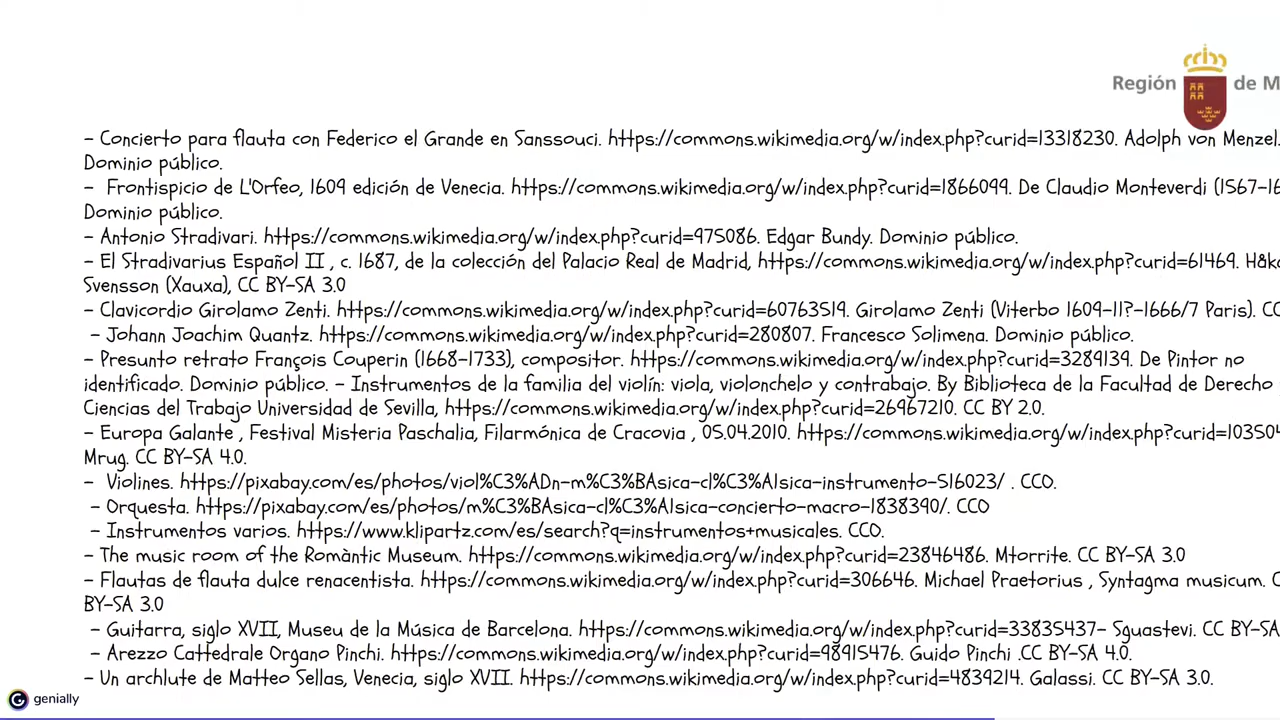 Región de M
- Concierto para flauta con Federico el Grande en Sanssouci. https://commons.wikimedia.org/w/index.php?curid=13318230. Adolph von Menzel.
Dominio público.
- Frontispicio de L'Orfeo, 1609 edición de Venecia. https://commons.wikimedia.org/w/index.php?curid=1866099. De Claudio Monteverdi (1567-16
Dominio público.
- Antonio Stradivari. https://commons.wikimedia.org/w/index.php?curid=975086. Edgar Bundy. Dominio público.
- El Stradivarius Español II , c. 1687, de la colección del Palacio Real de Madrid, https://commons.wikimedia.org/w/index.php?curid=61469. Håko
Svensson (Xauxa), CC BY-SA 3.0
- Clavicordio Girolamo Zenti. https://commons.wikimedia.org/w/index.php?curid=60763519. Girolamo Zenti (Viterbo 1609-11?-1666/7 Paris). CC
- Johann Joachim Quantz. https://commons.wikimedia.org/w/index.php?curid=280807. Francesco Solimena. Dominio público.
- Presunto retrato François Couperin (1668-1733), compositor. https://commons.wikimedia.org/w/index.php?curid=3289139. De Pintor no
identificado. Dominio público. - Instrumentos de la familia del violín: viola, violonchelo y contrabajo. By Biblioteca de la Facultad de Derecho
Ciencias del Trabajo Universidad de Sevilla, https://commons.wikimedia.org/w/index.php?curid=26967210. CC BY 2.0.
- Europa Galante , Festival Misteria Paschalia, Filarmónica de Cracovia , 05.04.2010. https://commons.wikimedia.org/w/index.php?curid=103504
Mrug. CC BY-SA 4.0.
- Violines. https://pixabay.com/es/photos/viol%C3%ADn-m%C3%BAsica-cl%C3%A1sica-instrumento-516023/ . CC0.
- Orquesta. https://pixabay.com/es/photos/m%C3%BAsica-cl%C3%A1sica-concierto-macro-1838390/. CC0
- Instrumentos varios. https://www.klipartz.com/es/search?q=instrumentos+musicales. CC0.
- The music room of the Romàntic Museum. https://commons.wikimedia.org/w/index.php?curid=23846486. Mtorrite. CC BY-SA 3.0
- Flautas de flauta dulce renacentista. https://commons.wikimedia.org/w/index.php?curid=306646. Michael Praetorius , Syntagma musicum. C
BY-SA 3.0
- Guitarra, siglo XVII, Museu de la Música de Barcelona. https://commons.wikimedia.org/w/index.php?curid=33835437- Sguastevi. CC BY-SA
- Arezzo Cattedrale Organo Pinchi. https://commons.wikimedia.org/w/index.php?curid=98915476. Guido Pinchi .CC BY-SA 4.0.
- Un archlute de Matteo Sellas, Venecia, siglo XVII. https://commons.wikimedia.org/w/index.php?curid=4839214. Galassi. CC BY-SA 3.0.
genially